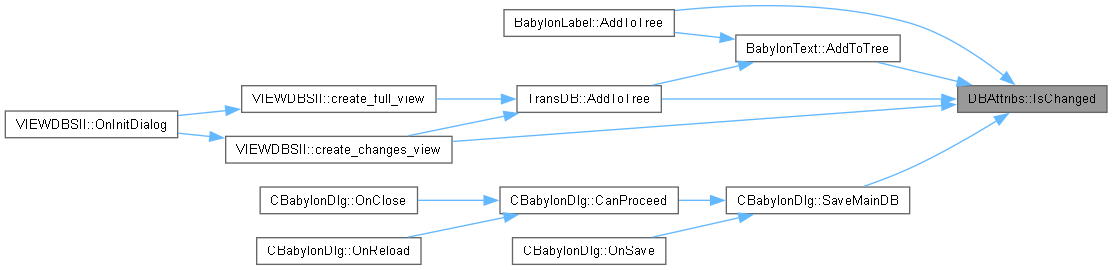 BabylonLabel::AddToTree
BabylonText::AddToTree
VIEWDBSII::create_full_view
TransDB::AddToTree
DBAttribs::IsChanged
VIEWDBSII::OnInitDialog
VIEWDBSII::create_changes_view
CBabylonDlg::OnClose
CBabylonDlg::CanProceed
CBabylonDlg::SaveMainDB
CBabylonDlg::OnReload
CBabylonDlg::OnSave